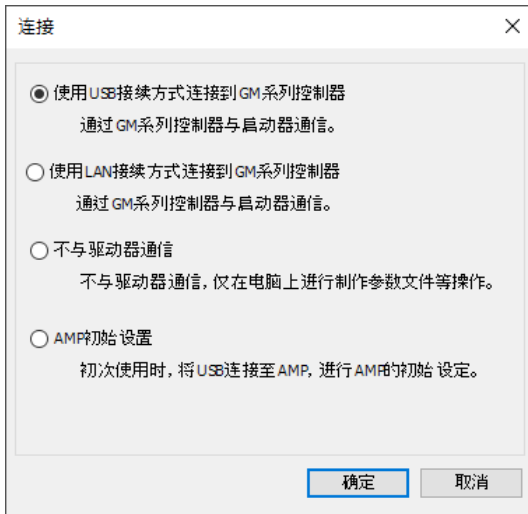 连接
使用USB接续方式连接到GM系列控制器
通过GM系列控制器与启动器通信。
使用LAN接续方式连接到GM系列控制器
通过GM系列控制器与启动器通信。
不与驱动器通信
不与驱动器通信,仅在电脑上进行制作参数文件等操作。
AMP初始设置
初次使用时,将USB连接至AMP,进行AMP的初始设定。
确定
取消